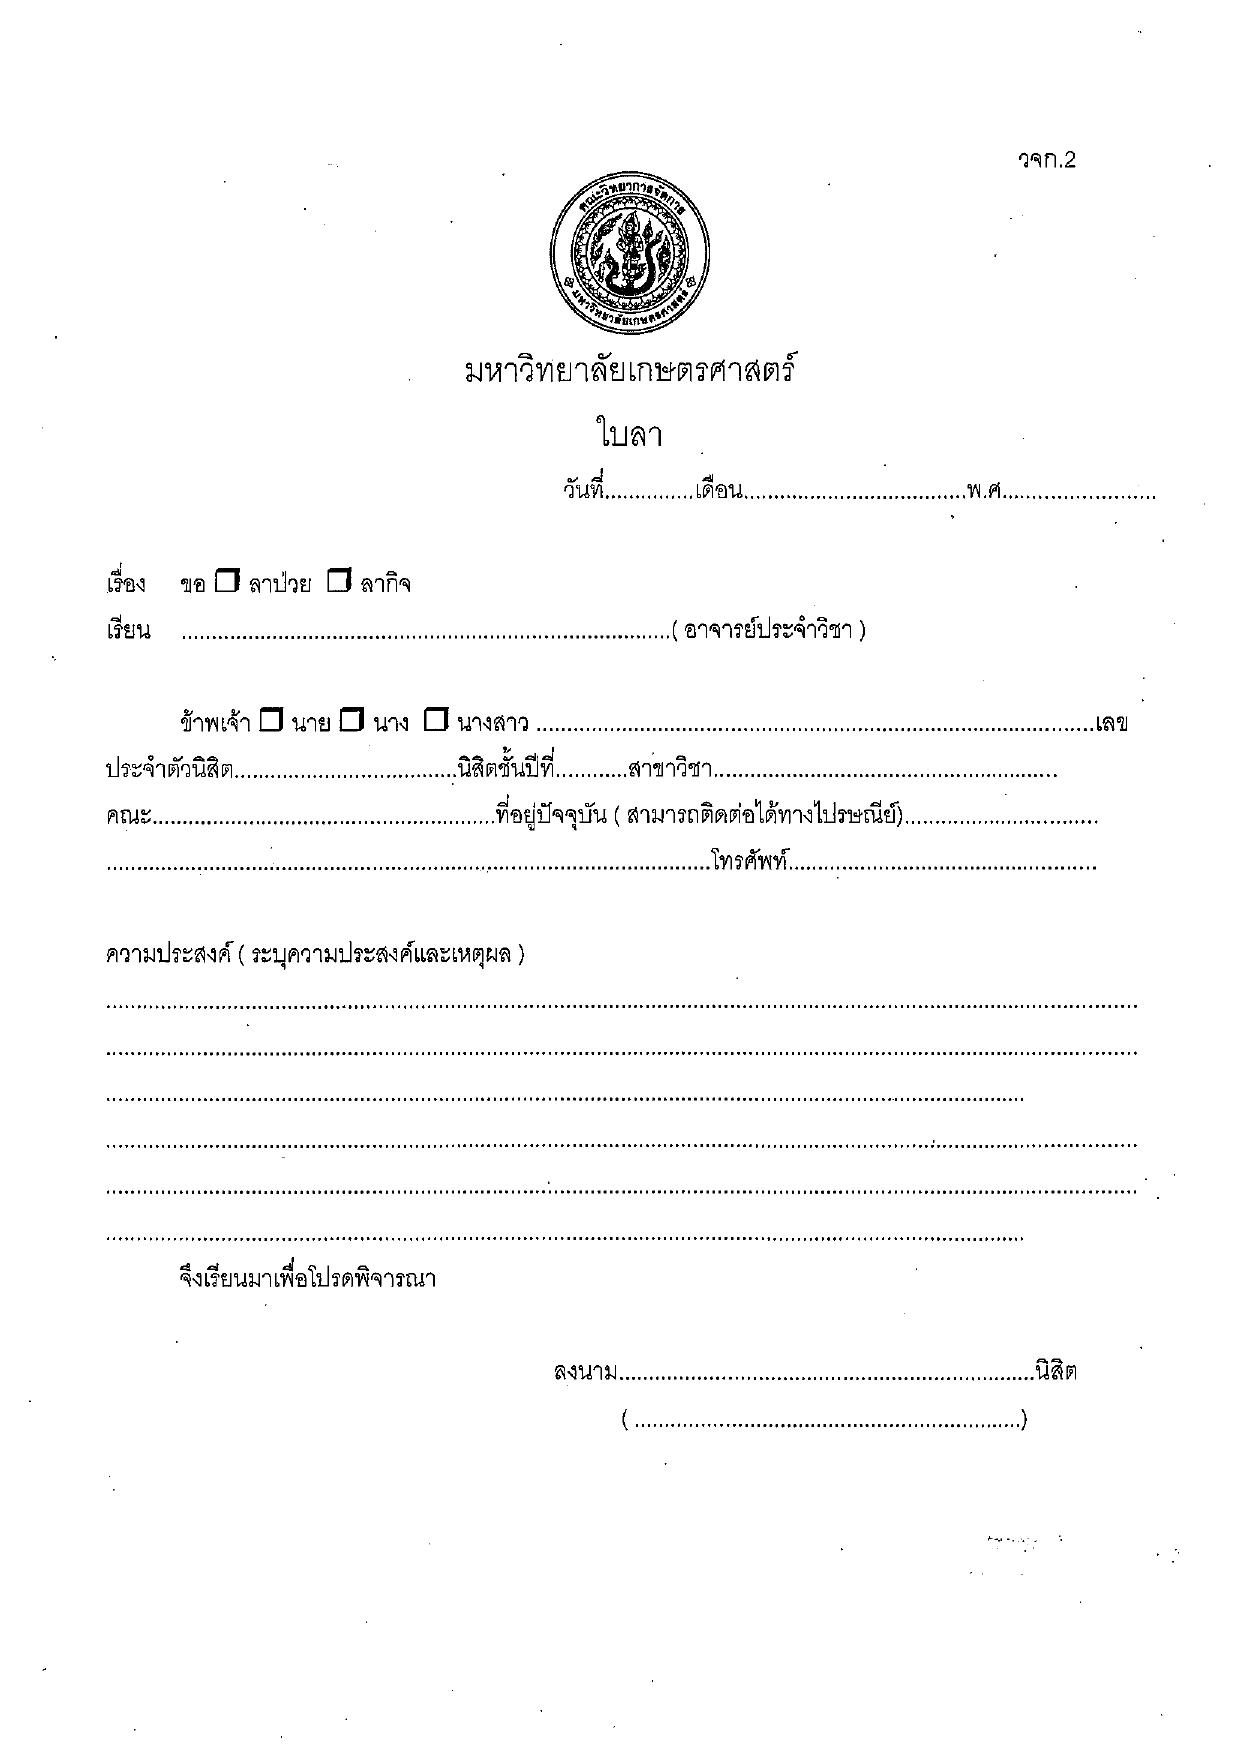 วจก.2
คณะวิทยาการจัดการ
มหาวิทยาลัยเกษตรศาสตร์
มหาวิทยาลัยเกษตรศาสตร์
ใบลา
วันที่...............เดือน.....................................พ.ศ..........................
เรื่อง ขอ ☐ ลาป่วย ☐ ลากิจ
เรียน ..................................................................................( อาจารย์ประจำวิชา )
ข้าพเจ้า ☐ นาย ☐ นาง ☐ นางสาว .............................................................................................เลข
ประจำตัวนิสิต.....................................นิสิตชั้นปีที่............สาขาวิชา..........................................................
คณะ.........................................................ที่อยู่ปัจจุบัน ( สามารถติดต่อได้ทางไปรษณีย์)................................
.....................................................................................................โทรศัพท์....................................................
ความประสงค์ ( ระบุความประสงค์และเหตุผล )
............................................................................................................................................................................
............................................................................................................................................................................
.........................................................................................................................................................
............................................................................................................................................................................
............................................................................................................................................................................
.........................................................................................................................................................
จึงเรียนมาเพื่อโปรดพิจารณา
ลงนาม.....................................................................นิสิต
( ................................................................)